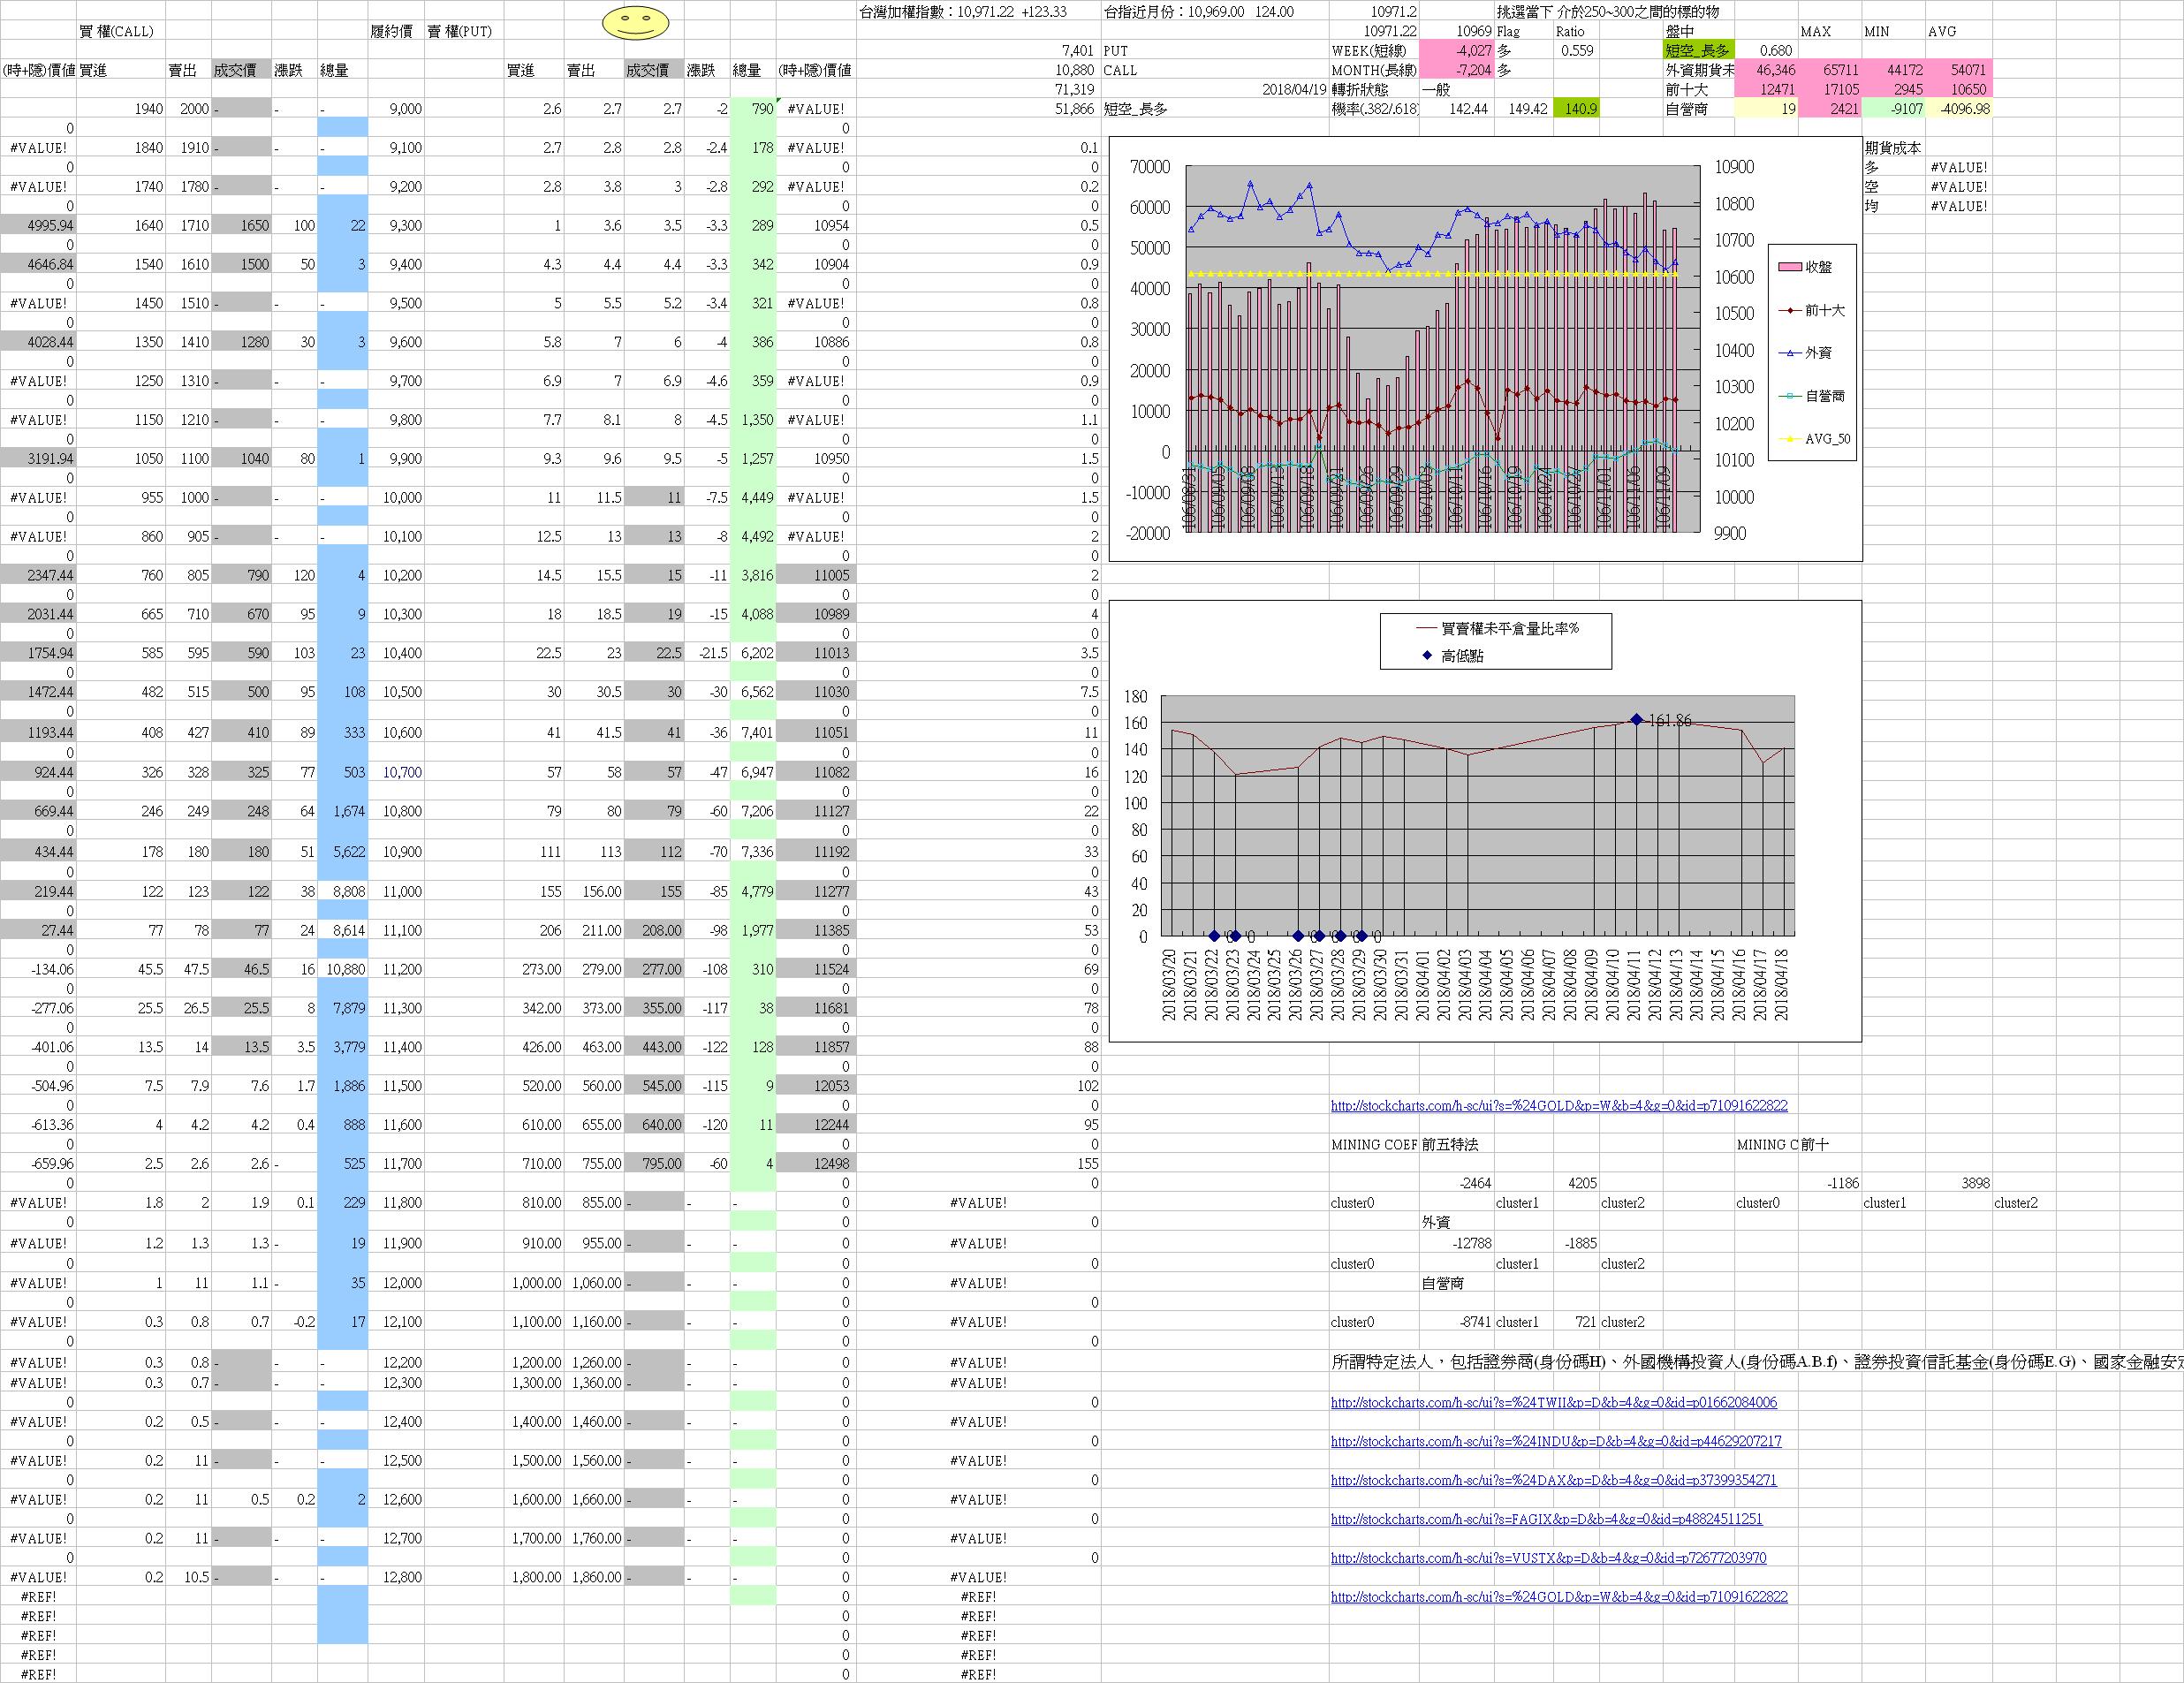 台灣加權指數：10,971.22 +123.33 台指近月份：10,969.00 124.00 10971.2 挑選當下 介於250~300之間的標的物
買 權(CALL) 履約價 賣 權(PUT) 10971.22 10969 Flag Ratio 盤中 MAX MIN AVG
7,401 PUT WEEK(短線) -4,027 多 0.559 短空_長多 0.680
(時+隱)價値 買進 賣出 成交價 漲跌 總量 買進 賣出 成交價 漲跌 總量 (時+隱)價値 10,880 CALL MONTH(長線) -7,204 多 外資期貨未 46,346 65711 44172 54071
71,319 2018/04/19 轉折狀態 一般 前十大 12471 17105 2945 10650
1940 2000 - - - 9,000 2.6 2.7 2.7 -2 790 #VALUE! 51,866 短空_長多 機率(.382/.618) 142.44 149.42 140.9 自營商 19 2421 -9107 -4096.98
0 0
#VALUE! 1840 1910 - - - 9,100 2.7 2.8 2.8 -2.4 178 #VALUE! 0.1 期貨成本
0 0 0 多 #VALUE!
#VALUE! 1740 1780 - - - 9,200 2.8 3.8 3 -2.8 292 #VALUE! 0.2 空 #VALUE!
0 0 0 均 #VALUE!
4995.94 1640 1710 1650 100 22 9,300 1 3.6 3.5 -3.3 289 10954 0.5
0 0 0
4646.84 1540 1610 1500 50 3 9,400 4.3 4.4 4.4 -3.3 342 10904 0.9
0 0 0
#VALUE! 1450 1510 - - - 9,500 5 5.5 5.2 -3.4 321 #VALUE! 0.8
0 0 0
4028.44 1350 1410 1280 30 3 9,600 5.8 7 6 -4 386 10886 0.8
0 0 0
#VALUE! 1250 1310 - - - 9,700 6.9 7 6.9 -4.6 359 #VALUE! 0.9
0 0 0
#VALUE! 1150 1210 - - - 9,800 7.7 8.1 8 -4.5 1,350 #VALUE! 1.1
0 0 0
3191.94 1050 1100 1040 80 1 9,900 9.3 9.6 9.5 -5 1,257 10950 1.5
0 0 0
#VALUE! 955 1000 - - - 10,000 11 11.5 11 -7.5 4,449 #VALUE! 1.5
0 0 0
#VALUE! 860 905 - - - 10,100 12.5 13 13 -8 4,492 #VALUE! 2
0 0 0
2347.44 760 805 790 120 4 10,200 14.5 15.5 15 -11 3,816 11005 2
0 0 0
2031.44 665 710 670 95 9 10,300 18 18.5 19 -15 4,088 10989 4
0 0 0
1754.94 585 595 590 103 23 10,400 22.5 23 22.5 -21.5 6,202 11013 3.5
0 0 0
1472.44 482 515 500 95 108 10,500 30 30.5 30 -30 6,562 11030 7.5
0 0 0
1193.44 408 427 410 89 333 10,600 41 41.5 41 -36 7,401 11051 11
0 0 0
924.44 326 328 325 77 503 10,700 57 58 57 -47 6,947 11082 16
0 0 0
669.44 246 249 248 64 1,674 10,800 79 80 79 -60 7,206 11127 22
0 0 0
434.44 178 180 180 51 5,622 10,900 111 113 112 -70 7,336 11192 33
0 0 0
219.44 122 123 122 38 8,808 11,000 155 156.00 155 -85 4,779 11277 43
0 0 0
27.44 77 78 77 24 8,614 11,100 206 211.00 208.00 -98 1,977 11385 53
0 0 0
-134.06 45.5 47.5 46.5 16 10,880 11,200 273.00 279.00 277.00 -108 310 11524 69
0 0 0
-277.06 25.5 26.5 25.5 8 7,879 11,300 342.00 373.00 355.00 -117 38 11681 78
0 0 0
-401.06 13.5 14 13.5 3.5 3,779 11,400 426.00 463.00 443.00 -122 128 11857 88
0 0 0
-504.96 7.5 7.9 7.6 1.7 1,886 11,500 520.00 560.00 545.00 -115 9 12053 102
0 0 0 http://stockcharts.com/h-sc/ui?s=%24GOLD&p=W&b=4&g=0&id=p71091622822
-613.36 4 4.2 4.2 0.4 888 11,600 610.00 655.00 640.00 -120 11 12244 95
0 0 0 MINING COEF 前五特法 MINING C 前十
-659.96 2.5 2.6 2.6 - 525 11,700 710.00 755.00 795.00 -60 4 12498 155
0 0 0 -2464 4205 -1186 3898
#VALUE! 1.8 2 1.9 0.1 229 11,800 810.00 855.00 - - - 0 #VALUE! cluster0 cluster1 cluster2 cluster0 cluster1 cluster2
0 0 0 外資
#VALUE! 1.2 1.3 1.3 - 19 11,900 910.00 955.00 - - - 0 #VALUE! -12788 -1885
0 0 0 cluster0 cluster1 cluster2
#VALUE! 1 11 1.1 - 35 12,000 1,000.00 1,060.00 - - - 0 #VALUE! 自營商
0 0 0
#VALUE! 0.3 0.8 0.7 -0.2 17 12,100 1,100.00 1,160.00 - - - 0 #VALUE! cluster0 -8741 cluster1 721 cluster2
0 0 0
#VALUE! 0.3 0.8 - - - 12,200 1,200.00 1,260.00 - - - 0 #VALUE! 所謂特定法人，包括證券商(身份碼H)、外國機構投資人(身份碼A.B.f)、證券投資信託基金(身份碼E.G)、國家金融安定
#VALUE! 0.3 0.7 - - - 12,300 1,300.00 1,360.00 - - - 0 #VALUE!
0 0 0 http://stockcharts.com/h-sc/ui?s=%24TWII&p=D&b=4&g=0&id=p01662084006
#VALUE! 0.2 0.5 - - - 12,400 1,400.00 1,460.00 - - - 0 #VALUE!
0 0 0 http://stockcharts.com/h-sc/ui?s=%24INDU&p=D&b=4&g=0&id=p44629207217
#VALUE! 0.2 11 - - - 12,500 1,500.00 1,560.00 - - - 0 #VALUE!
0 0 0 http://stockcharts.com/h-sc/ui?s=%24DAX&p=D&b=4&g=0&id=p37399354271
#VALUE! 0.2 11 0.5 0.2 2 12,600 1,600.00 1,660.00 - - - 0 #VALUE!
0 0 0 http://stockcharts.com/h-sc/ui?s=FAGIX&p=D&b=4&g=0&id=p48824511251
#VALUE! 0.2 11 - - - 12,700 1,700.00 1,760.00 - - - 0 #VALUE!
0 0 0 http://stockcharts.com/h-sc/ui?s=VUSTX&p=D&b=4&g=0&id=p72677203970
#VALUE! 0.2 10.5 - - - 12,800 1,800.00 1,860.00 - - - 0 #VALUE!
#REF! 0 #REF! http://stockcharts.com/h-sc/ui?s=%24GOLD&p=W&b=4&g=0&id=p71091622822
#REF! 0 #REF!
#REF! 0 #REF!
#REF! 0 #REF!
#REF! 0 #REF!
70000 10900
60000 10800
50000 10700
40000 10600
30000 10500
20000 10400
10000 10300
0 10200
-10000 10100
-20000 10000
9900
收盤
前十大
外資
自營商
AVG_50
106/08/31 106/09/05 106/09/08 106/09/13 106/09/18 106/09/21 106/09/26 106/09/29 106/10/03 106/10/11 106/10/16 106/10/19 106/10/24 106/10/27 106/11/01 106/11/06 106/11/09
買賣權未平倉量比率%
高低點
180
160 161.86
140
120
100
80
60
40
20
0 0 0 0 0 0 0
2018/03/20 2018/03/21 2018/03/22 2018/03/23 2018/03/24 2018/03/25 2018/03/26 2018/03/27 2018/03/28 2018/03/29 2018/03/30 2018/03/31 2018/04/01 2018/04/02 2018/04/03 2018/04/04 2018/04/05 2018/04/06 2018/04/07 2018/04/08 2018/04/09 2018/04/10 2018/04/11 2018/04/12 2018/04/13 2018/04/14 2018/04/15 2018/04/16 2018/04/17 2018/04/18